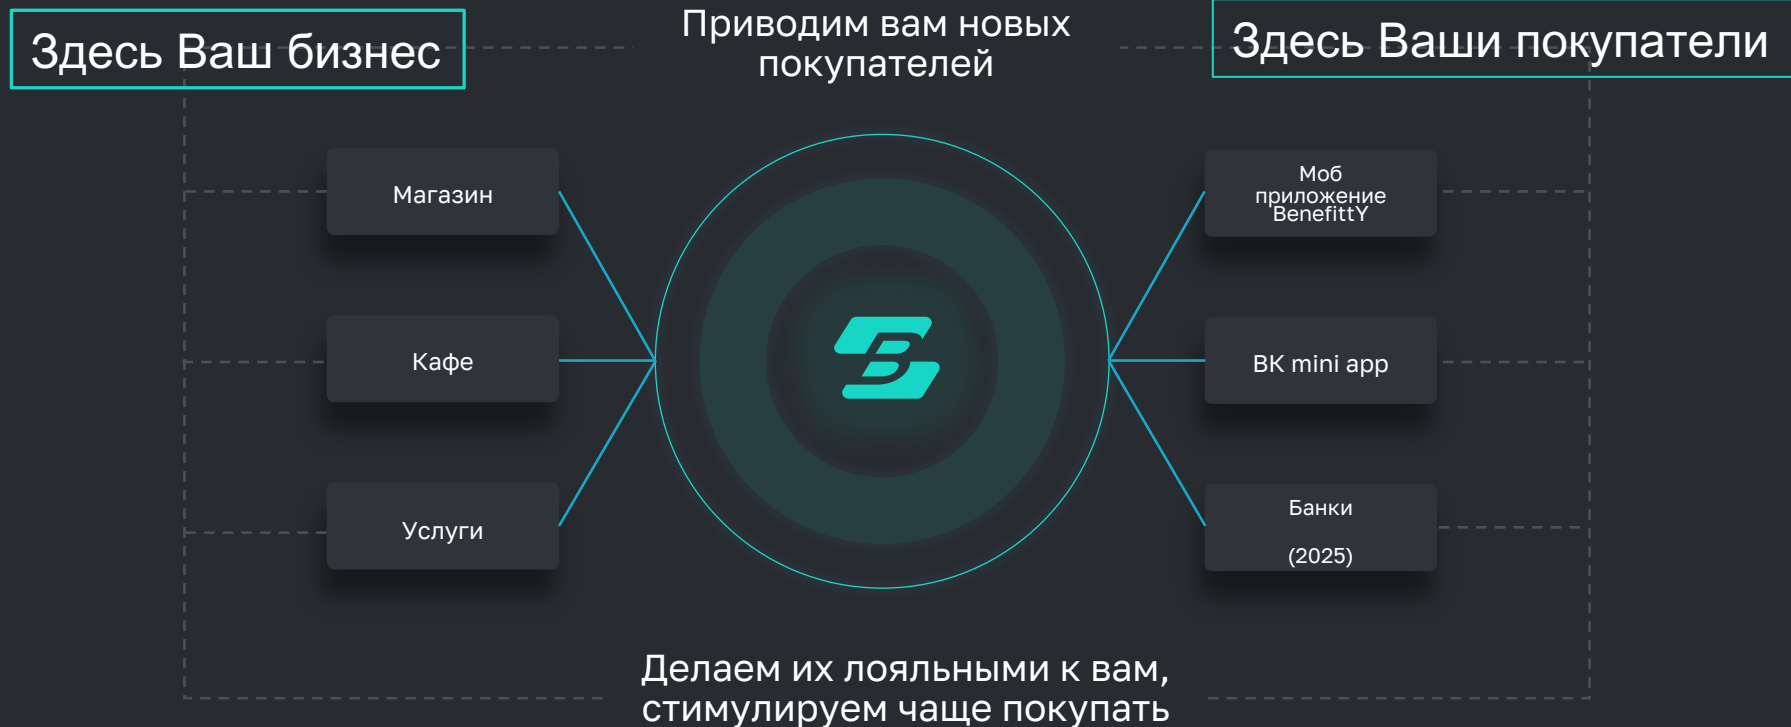 Здесь Ваш бизнес
Приводим вам новых
покупателей
Здесь Ваши покупатели
Магазин
Кафе
Услуги
Моб
приложение
BenefittY
ВК mini app
Банки
(2025)
Делаем их лояльными к вам,
стимулируем чаще покупать